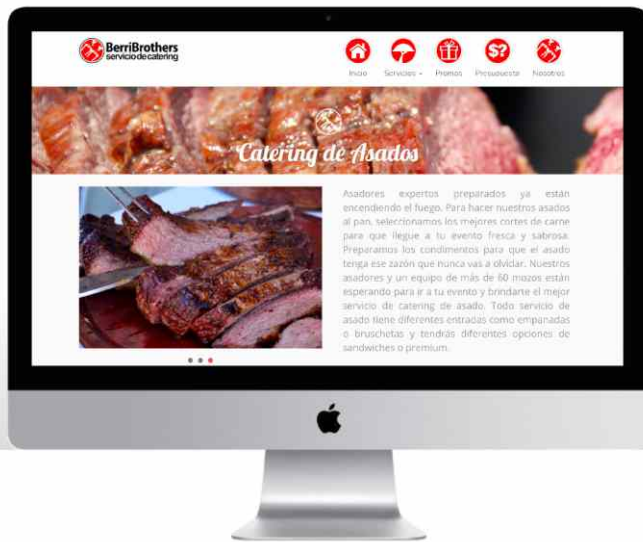 BerriBrothers
servicio de catering
Inicio
Servicios
Promos
Presupuesto
Nosotros
Catering de Asados
Asadores expertos preparados ya están
encendiendo el fuego. Para hacer nuestros asados
al pan, seleccionamos los mejores cortes de carne
para que llegue a tu evento fresca y sabrosa.
Preparamos los condimentos para que el asado
tenga ese zazón que nunca vas a olvidar. Nuestros
asadores y un equipo de más de 60 mozos están
esperando para ir a tu evento y brindarte el mejor
servicio de catering de asado. Todo servicio de
asado tiene diferentes entradas como empanadas
o bruschetas y tendrás diferentes opciones de
sandwiches o premium.